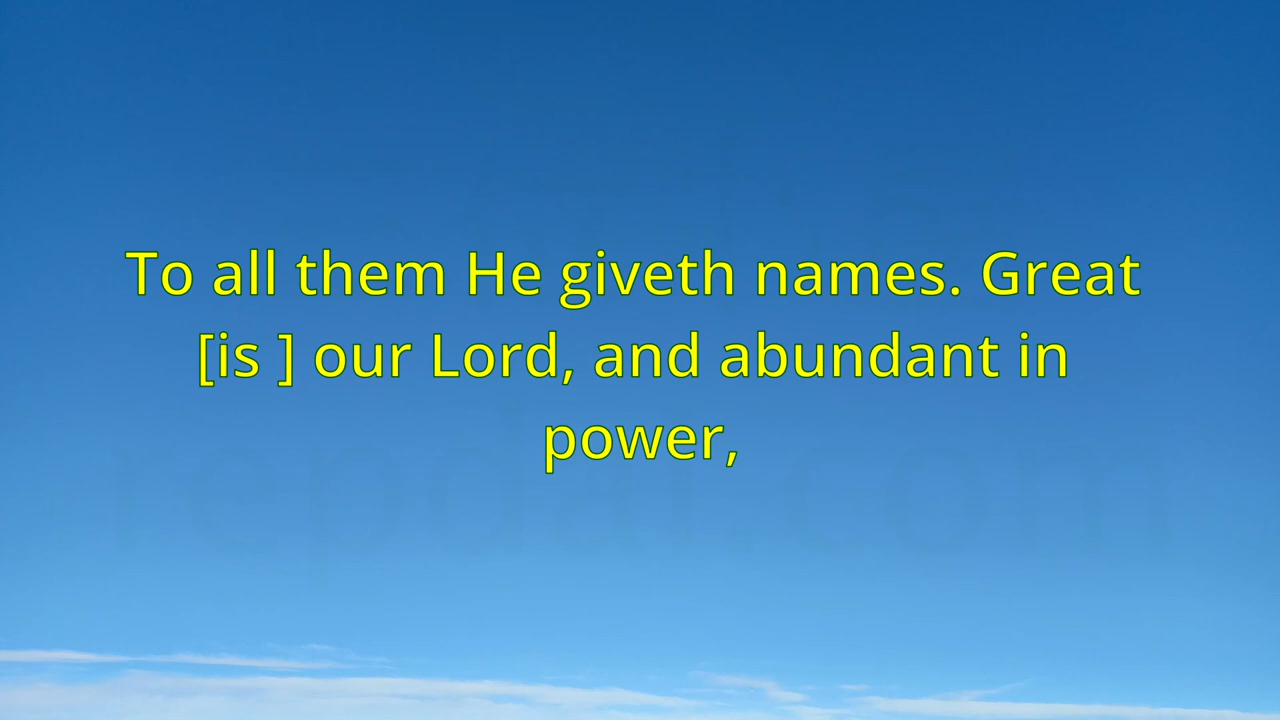 To all them He giveth names. Great
[is ] our Lord, and abundant in
power,